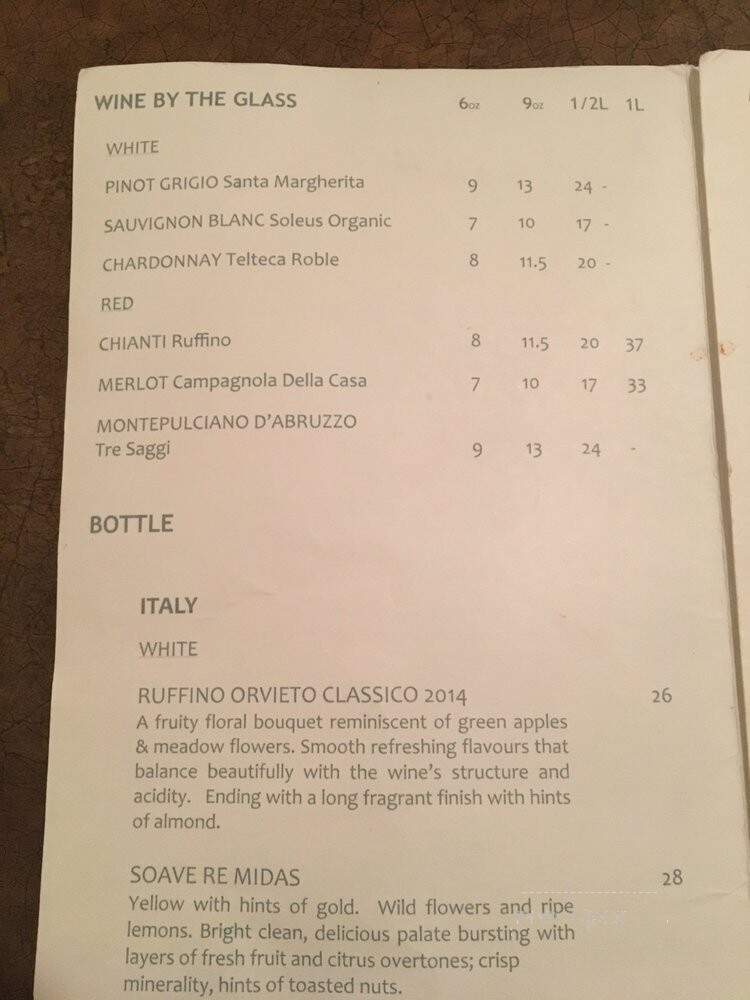 WINE BY THE GLASS 6oz 9oz 1/2L 1L
WHITE
PINOT GRIGIO Santa Margherita 9 13 24 -
SAUVIGNON BLANC Soleus Organic 7 10 17 -
CHARDONNAY Telteca Roble 8 11.5 20 -
RED
CHIANTI Ruffino 8 11.5 20 37
MERLOT Campagnola Della Casa 7 10 17 33
MONTEPULCIANO D'ABRUZZO
Tre Saggi 9 13 24 -
BOTTLE
ITALY
WHITE
RUFFINO ORVIETO CLASSICO 2014 26
A fruity floral bouquet reminiscent of green apples
& meadow flowers. Smooth refreshing flavours that
balance beautifully with the wine's structure and
acidity. Ending with a long fragrant finish with hints
of almond.
SOAVE RE MIDAS 28
Yellow with hints of gold. Wild flowers and ripe
lemons. Bright clean, delicious palate bursting with
layers of fresh fruit and citrus overtones; crisp
minerality, hints of toasted nuts.